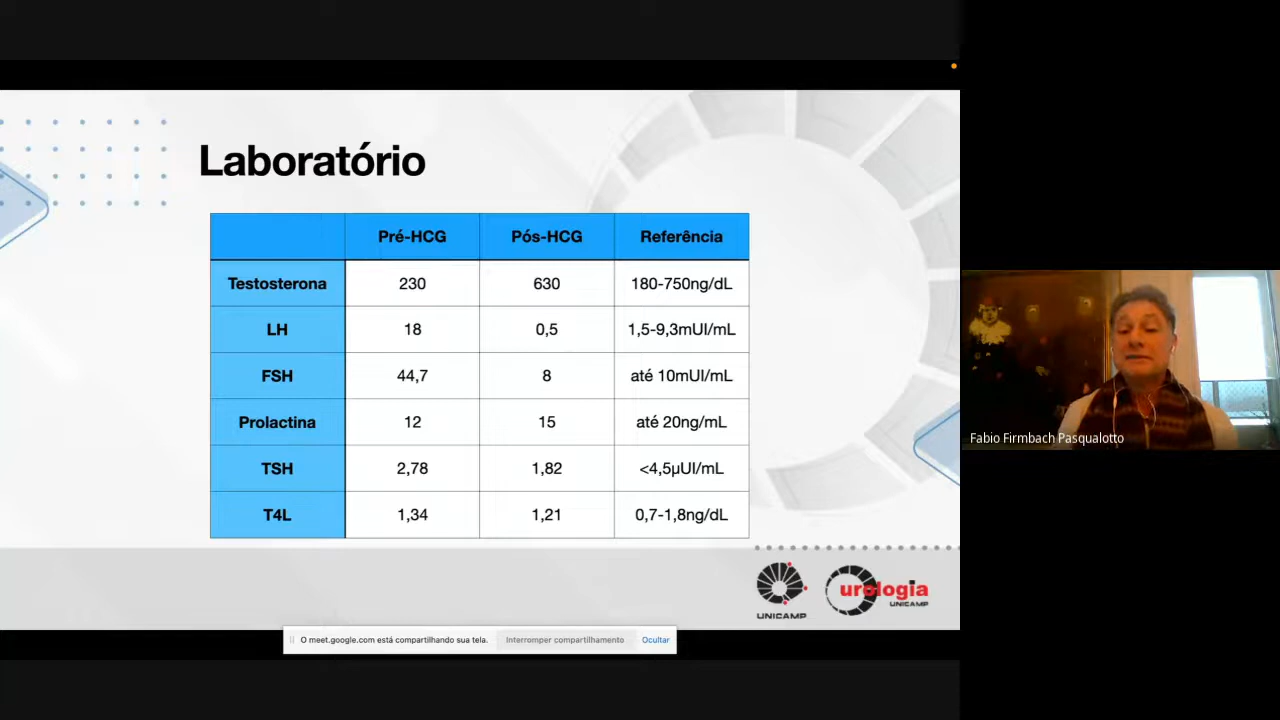 Laboratório
Pré-HCG Pós-HCG Referência
Testosterona 230 630 180-750ng/dL
LH 18 0,5 1,5-9,3mUI/mL
FSH 44,7 8 até 10mUI/mL
Prolactina 12 15 até 20ng/mL
TSH 2,78 1,82 <4,5µUI/mL
T4L 1,34 1,21 0,7-1,8ng/dL
UNICAMP
urologia
UNICAMP
O meet.google.com está compartilhando sua tela. Interromper compartilhamento Ocultar
Fabio Firmbach Pasqualotto